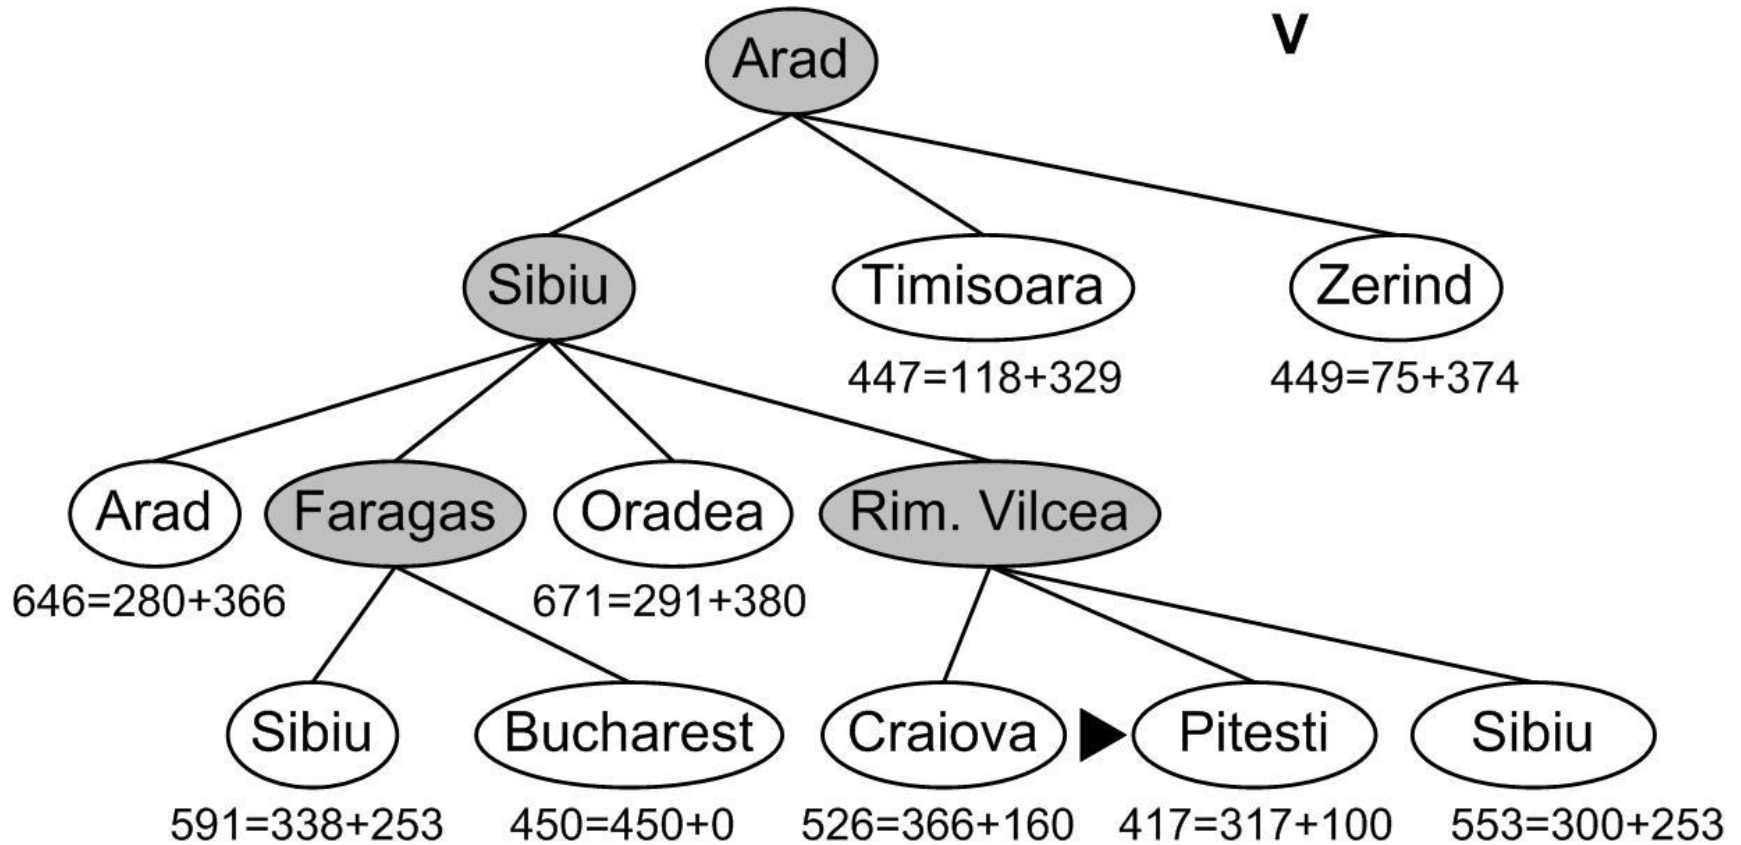 V
Arad
Sibiu
Timisoara
Zerind
447=118+329
449=75+374
Arad
Faragas
Oradea
Rim. Vilcea
646=280+366
671=291+380
Sibiu
Bucharest
Craiova
Pitesti
Sibiu
591=338+253
450=450+0
526=366+160
417=317+100
553=300+253